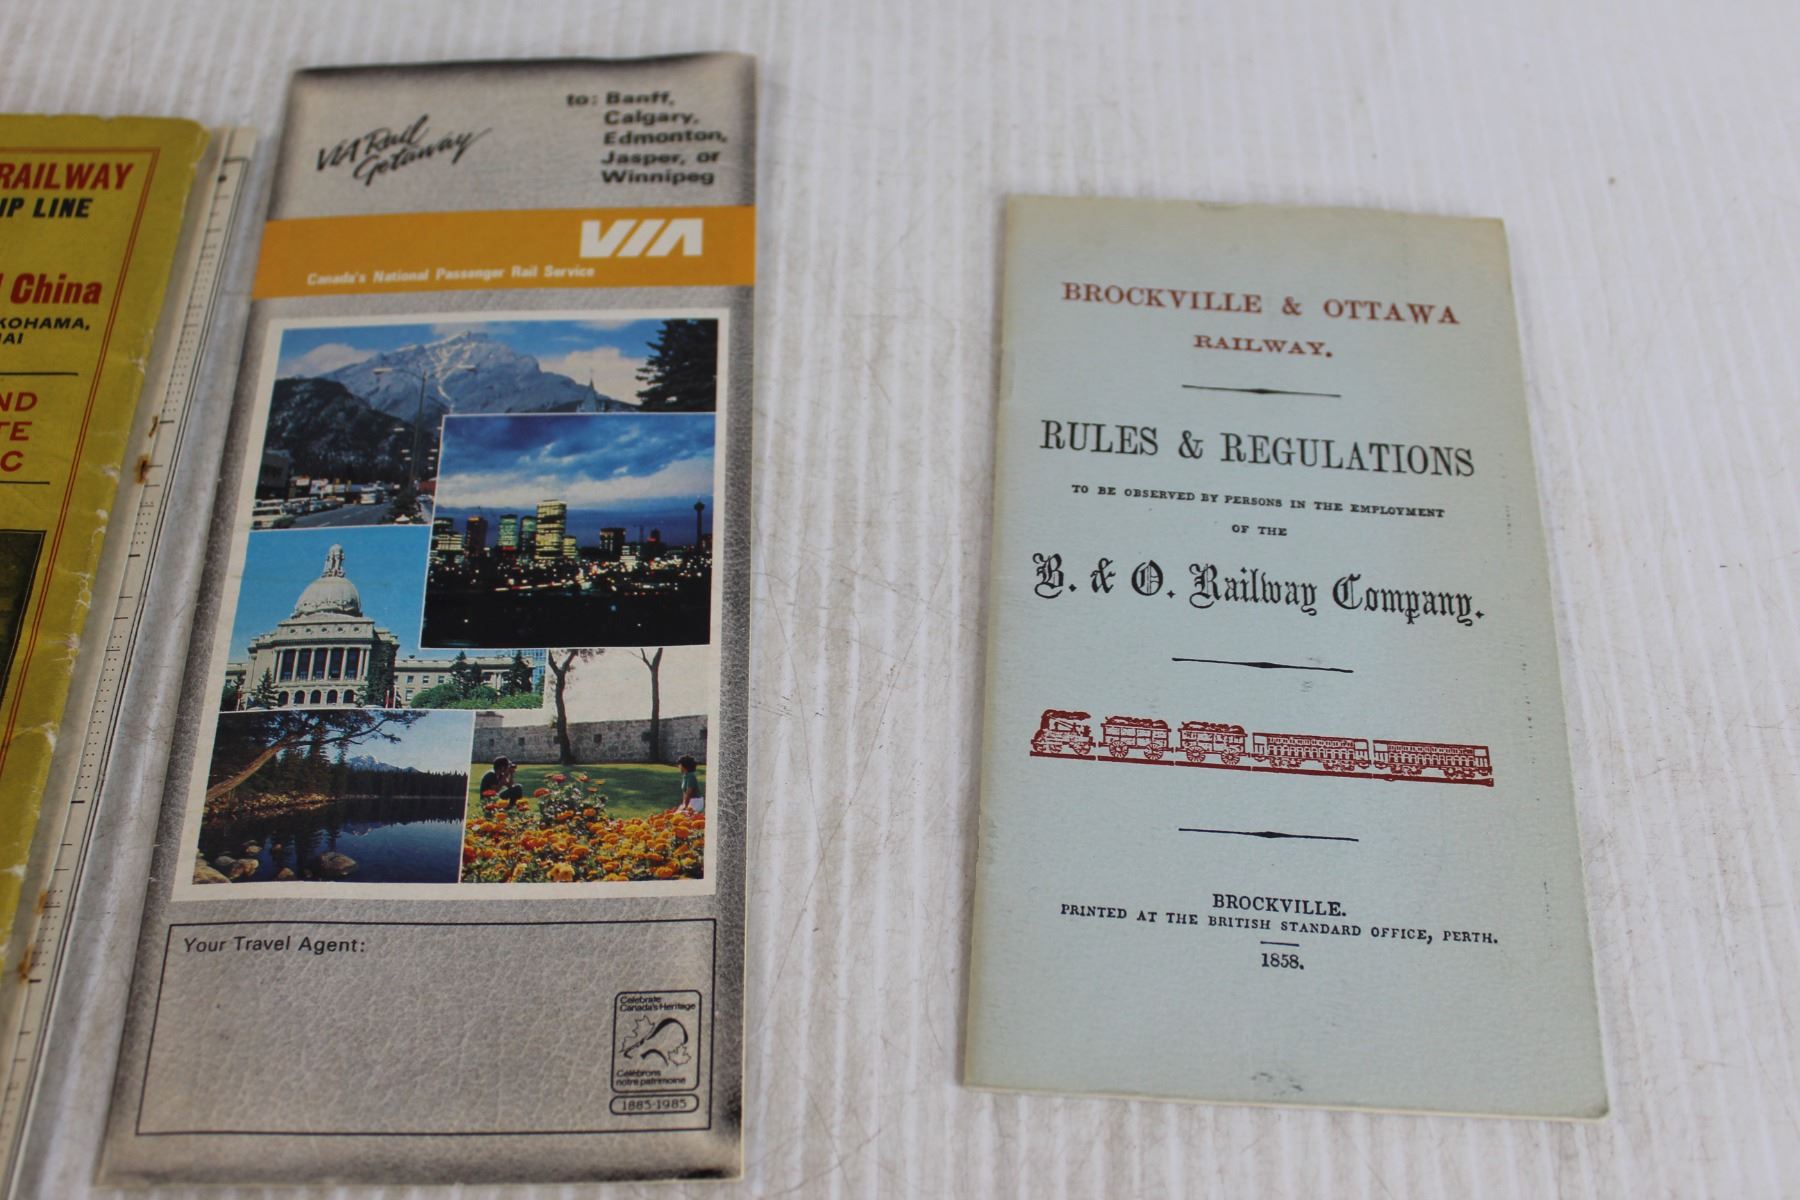 RAILWAY
IP LINE
China
KOHAMA,
HAI
ND
TE
C
VIA Rail
Getaway
to: Banff,
Calgary,
Edmonton,
Jasper, or
Winnipeg
VIA
Canada's National Passenger Rail Service
Your Travel Agent:
Celebrate
Canada's Heritage
Célébrons
notre patrimoine
1885-1985
BROCKVILLE & OTTAWA
RAILWAY.
RULES & REGULATIONS
TO BE OBSERVED BY PERSONS IN THE EMPLOYMENT
OF THE
B. & O. Railway Company.
BROCKVILLE.
PRINTED AT THE BRITISH STANDARD OFFICE, PERTH.
1858.